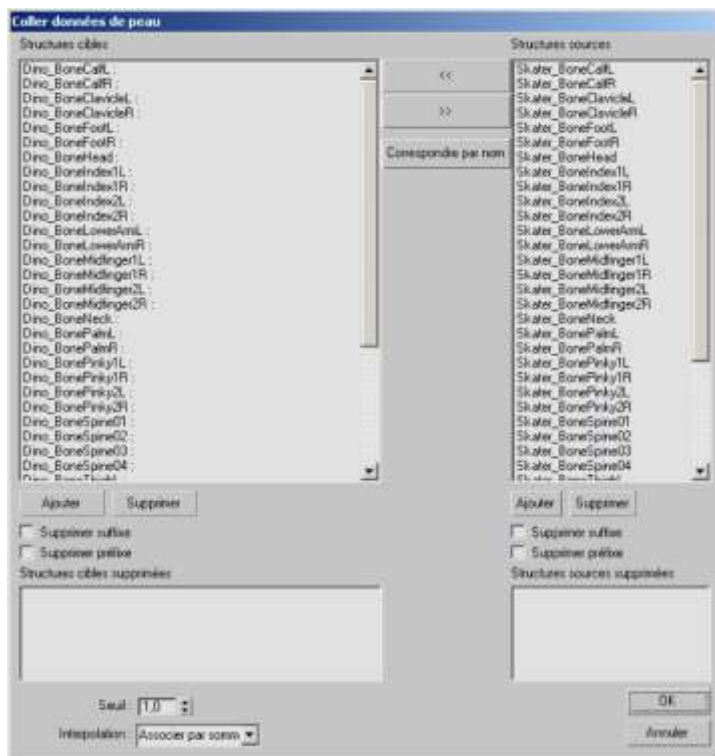 Coller données de peau
Structures cibles
Structures sources
Dino_BoneCalfL :
Dino_BoneCalfR :
Dino_BoneClavicleL :
Dino_BoneClavicleR :
Dino_BoneFootL :
Dino_BoneFootR :
Dino_BoneHead :
Dino_BoneIndex1L :
Dino_BoneIndex1R :
Dino_BoneIndex2L :
Dino_BoneIndex2R :
Dino_BoneLowerArmL :
Dino_BoneLowerArmR :
Dino_BoneMidfinger1L :
Dino_BoneMidfinger1R :
Dino_BoneMidfinger2L :
Dino_BoneMidfinger2R :
Dino_BoneNeck :
Dino_BonePalmL :
Dino_BonePalmR :
Dino_BonePinky1L :
Dino_BonePinky1R :
Dino_BonePinky2L :
Dino_BonePinky2R :
Dino_BoneSpine01 :
Dino_BoneSpine02 :
Dino_BoneSpine03 :
Dino_BoneSpine04 :
<<
>>
Correspondre par nom
Skater_BoneCalfL
Skater_BoneCalfR
Skater_BoneClavicleL
Skater_BoneClavicleR
Skater_BoneFootL
Skater_BoneFootR
Skater_BoneHead
Skater_BoneIndex1L
Skater_BoneIndex1R
Skater_BoneIndex2L
Skater_BoneIndex2R
Skater_BoneLowerArmL
Skater_BoneLowerArmR
Skater_BoneMidfinger1L
Skater_BoneMidfinger1R
Skater_BoneMidfinger2L
Skater_BoneMidfinger2R
Skater_BoneNeck
Skater_BonePalmL
Skater_BonePalmR
Skater_BonePinky1L
Skater_BonePinky1R
Skater_BonePinky2L
Skater_BonePinky2R
Skater_BoneSpine01
Skater_BoneSpine02
Skater_BoneSpine03
Skater_BoneSpine04
Ajouter Supprimer
Supprimer suffixe
Supprimer préfixe
Structures cibles supprimées
Ajouter Supprimer
Supprimer suffixe
Supprimer préfixe
Structures sources supprimées
Seuil : 1,0
Interpolation : Associer par somm
OK
Annuler